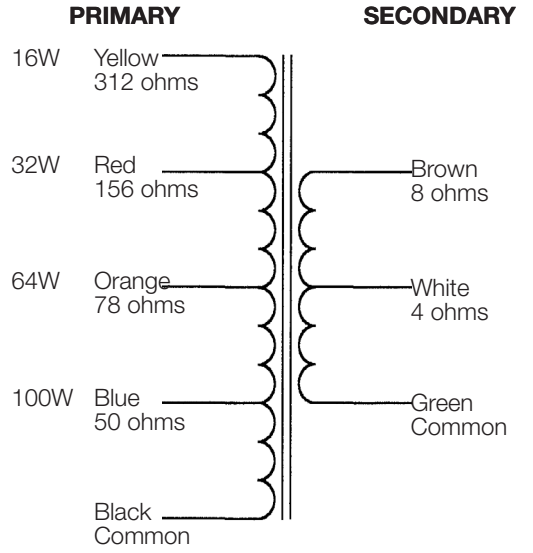 PRIMARY SECONDARY
16W Yellow
312 ohms
32W Red
156 ohms
Brown
8 ohms
64W Orange
78 ohms
White
4 ohms
100W Blue
50 ohms
Green
Common
Black
Common